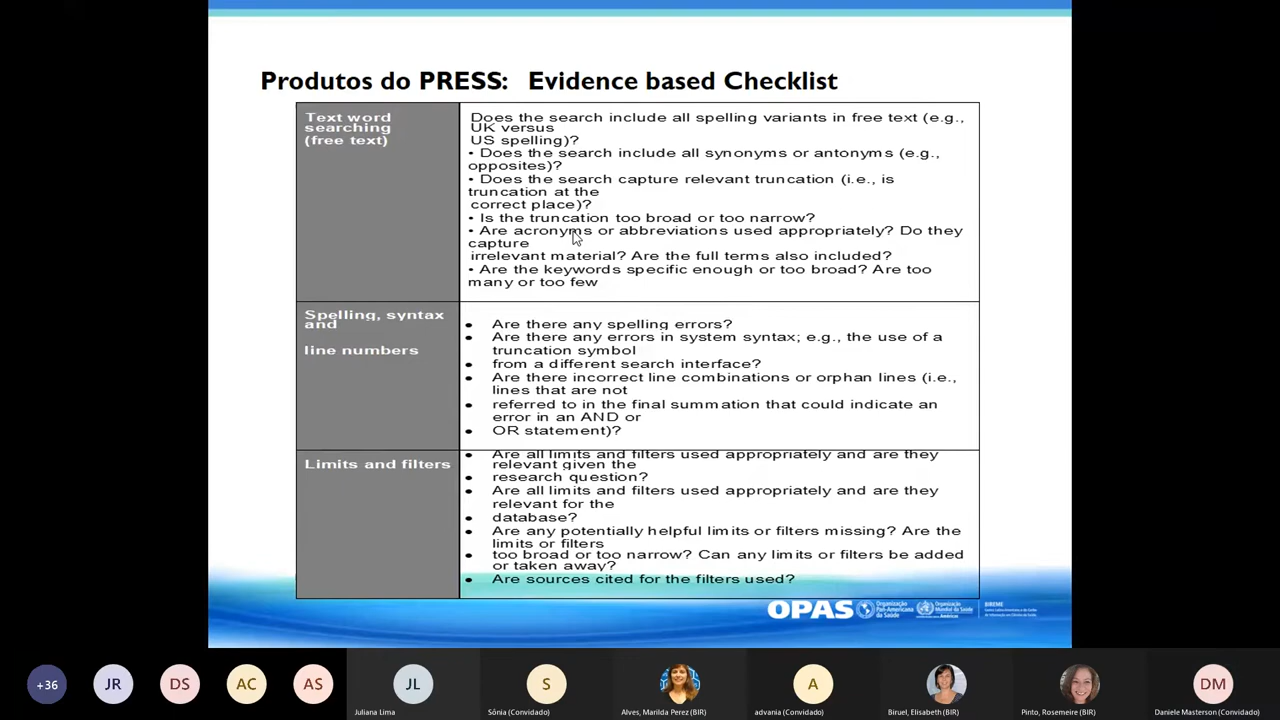 Produtos do PRESS: Evidence based Checklist
Text word
searching
(free text)
Does the search include all spelling variants in free text (e.g.,
UK versus
US spelling)?
• Does the search include all synonyms or antonyms (e.g.,
opposites)?
• Does the search capture relevant truncation (i.e., is
truncation at the
correct place)?
• Is the truncation too broad or too narrow?
• Are acronyms or abbreviations used appropriately? Do they
capture
irrelevant material? Are the full terms also included?
• Are the keywords specific enough or too broad? Are too
many or too few
Spelling, syntax
and
line numbers
• Are there any spelling errors?
• Are there any errors in system syntax; e.g., the use of a
truncation symbol
• from a different search interface?
• Are there incorrect line combinations or orphan lines (i.e.,
lines that are not
• referred to in the final summation that could indicate an
error in an AND or
• OR statement)?
Limits and filters
• Are all limits and filters used appropriately and are they
relevant given the
• research question?
• Are all limits and filters used appropriately and are they
relevant for the
• database?
• Are any potentially helpful limits or filters missing? Are the
limits or filters
• too broad or too narrow? Can any limits or filters be added
or taken away?
• Are sources cited for the filters used?
OPAS
Organização
Pan-Americana
da Saúde
Organização
Mundial da Saúde
Américas
BIREME
+36
JR
DS
AC
AS
JL
Juliana Lima
S
Sônia (Convidado)
Alves, Marilda Perez (BIR)
A
advania (Convidado)
Biruel, Elisabeth (BIR)
Pinto, Rosemeire (BIR)
DM
Daniele Masterson (Convidado)